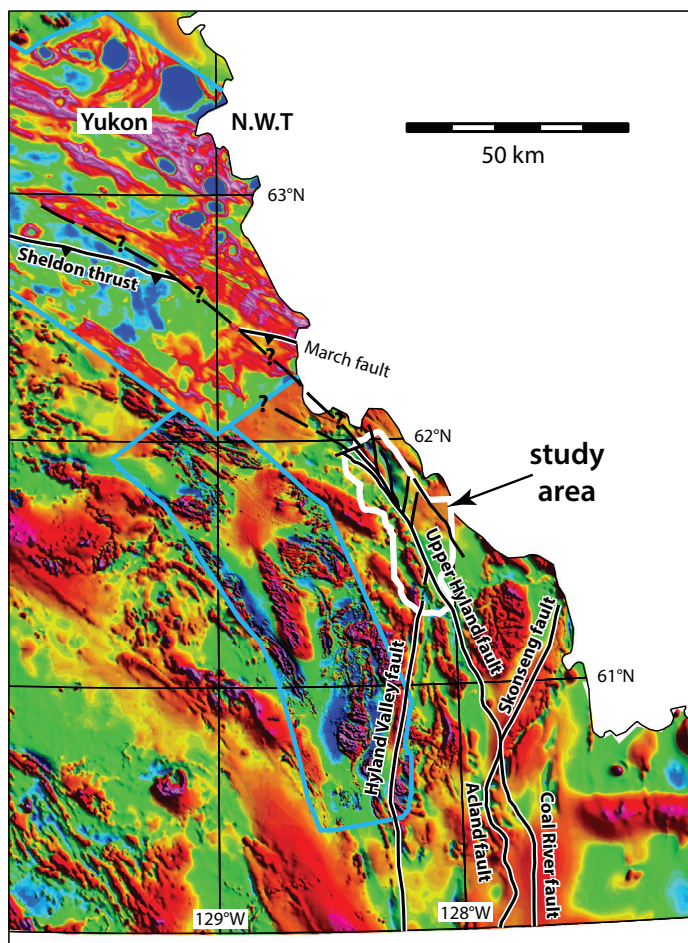 Yukon
N.W.T
50 km
63°N
?
Sheldon thrust
?
?
March fault
?
?
62°N
study
area
Upper Hyland fault
Skonseng fault
61°N
Hyland Valley fault
Acland fault
Coal River fault
129°W
128°W